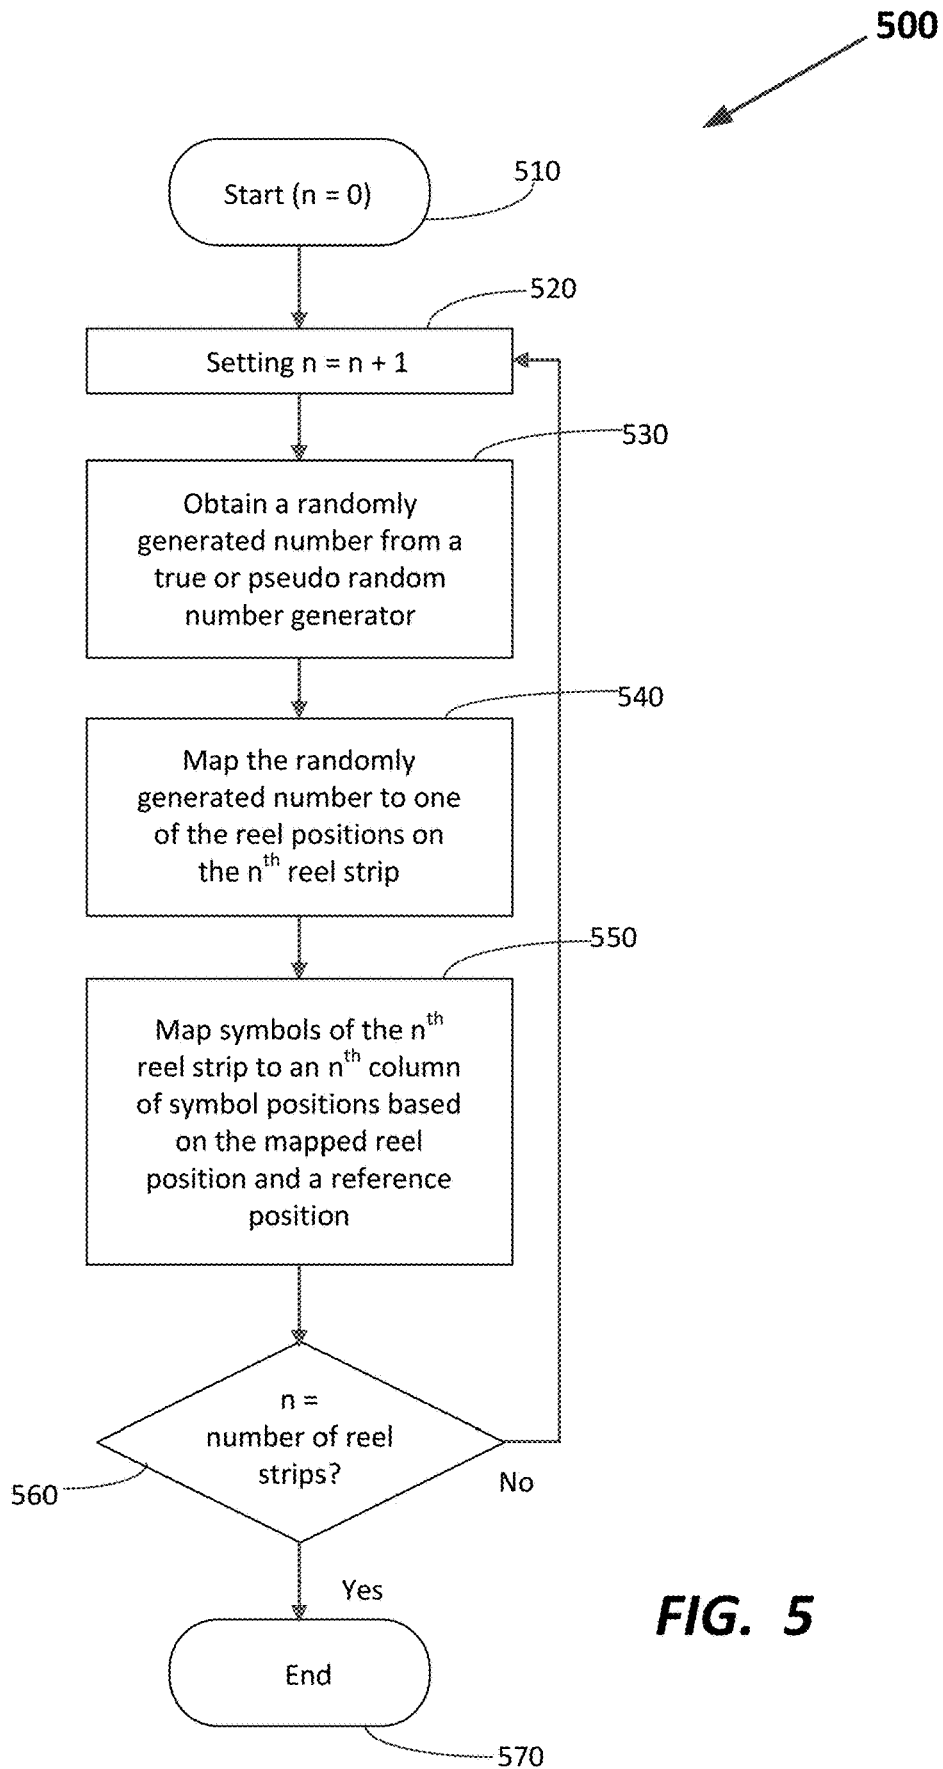 500
Start (n = 0)
510
520
Setting n = n + 1
530
Obtain a randomly
generated number from a
true or pseudo random
number generator
540
Map the randomly
generated number to one
of the reel positions on
the nth reel strip
550
Map symbols of the nth
reel strip to an nth column
of symbol positions based
on the mapped reel
position and a reference
position
n =
number of reel
strips?
560
No
Yes
End
570
FIG. 5